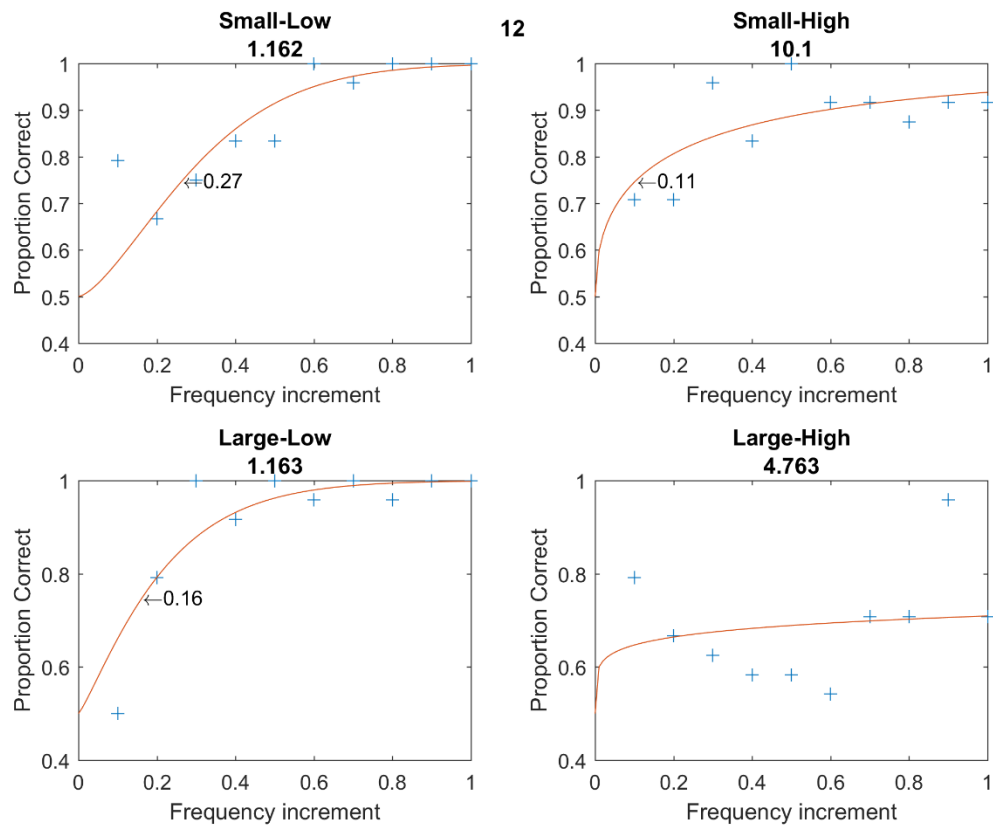 12
Small-Low
1.162
Proportion Correct
1
0.9
0.8
0.7
0.6
0.5
0.4
←0.27
0 0.2 0.4 0.6 0.8 1
Frequency increment
Small-High
10.1
Proportion Correct
1
0.9
0.8
0.7
0.6
0.5
0.4
←0.11
0 0.2 0.4 0.6 0.8 1
Frequency increment
Large-Low
1.163
Proportion Correct
1
0.8
0.6
0.4
←0.16
0 0.2 0.4 0.6 0.8 1
Frequency increment
Large-High
4.763
Proportion Correct
1
0.8
0.6
0.4
0 0.2 0.4 0.6 0.8 1
Frequency increment